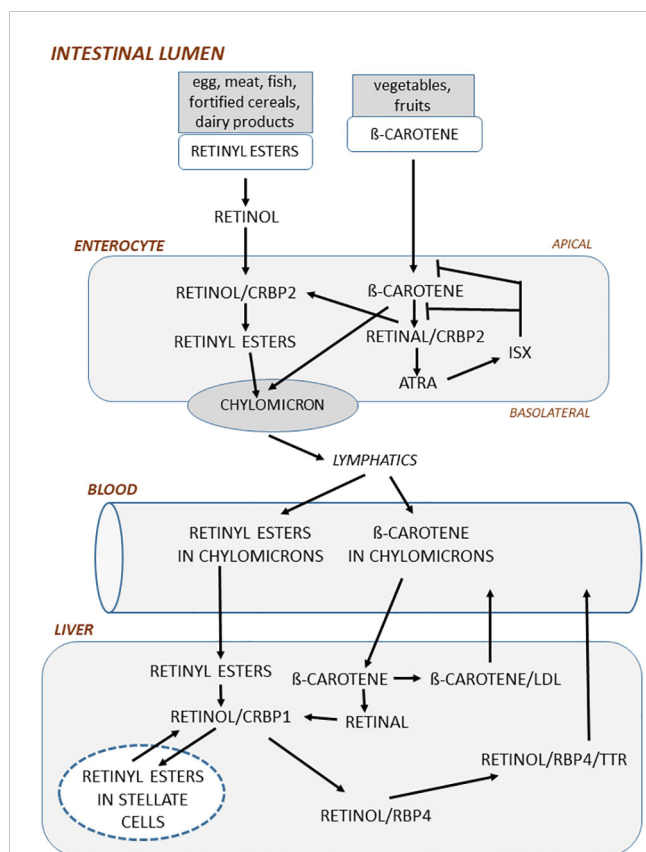 INTESTINAL LUMEN
egg, meat, fish,
fortified cereals,
dairy products
RETINYL ESTERS
vegetables,
fruits
ß-CAROTENE
RETINOL
ENTEROCYTE
APICAL
RETINOL/CRBP2
ß-CAROTENE
RETINYL ESTERS
RETINAL/CRBP2
ISX
ATRA
CHYLOMICRON
BASOLATERAL
LYMPHATICS
BLOOD
RETINYL ESTERS
IN CHYLOMICRONS
ß-CAROTENE
IN CHYLOMICRONS
LIVER
RETINYL ESTERS
ß-CAROTENE
ß-CAROTENE/LDL
RETINOL/CRBP1
RETINAL
RETINYL ESTERS
IN STELLATE
CELLS
RETINOL/RBP4/TTR
RETINOL/RBP4